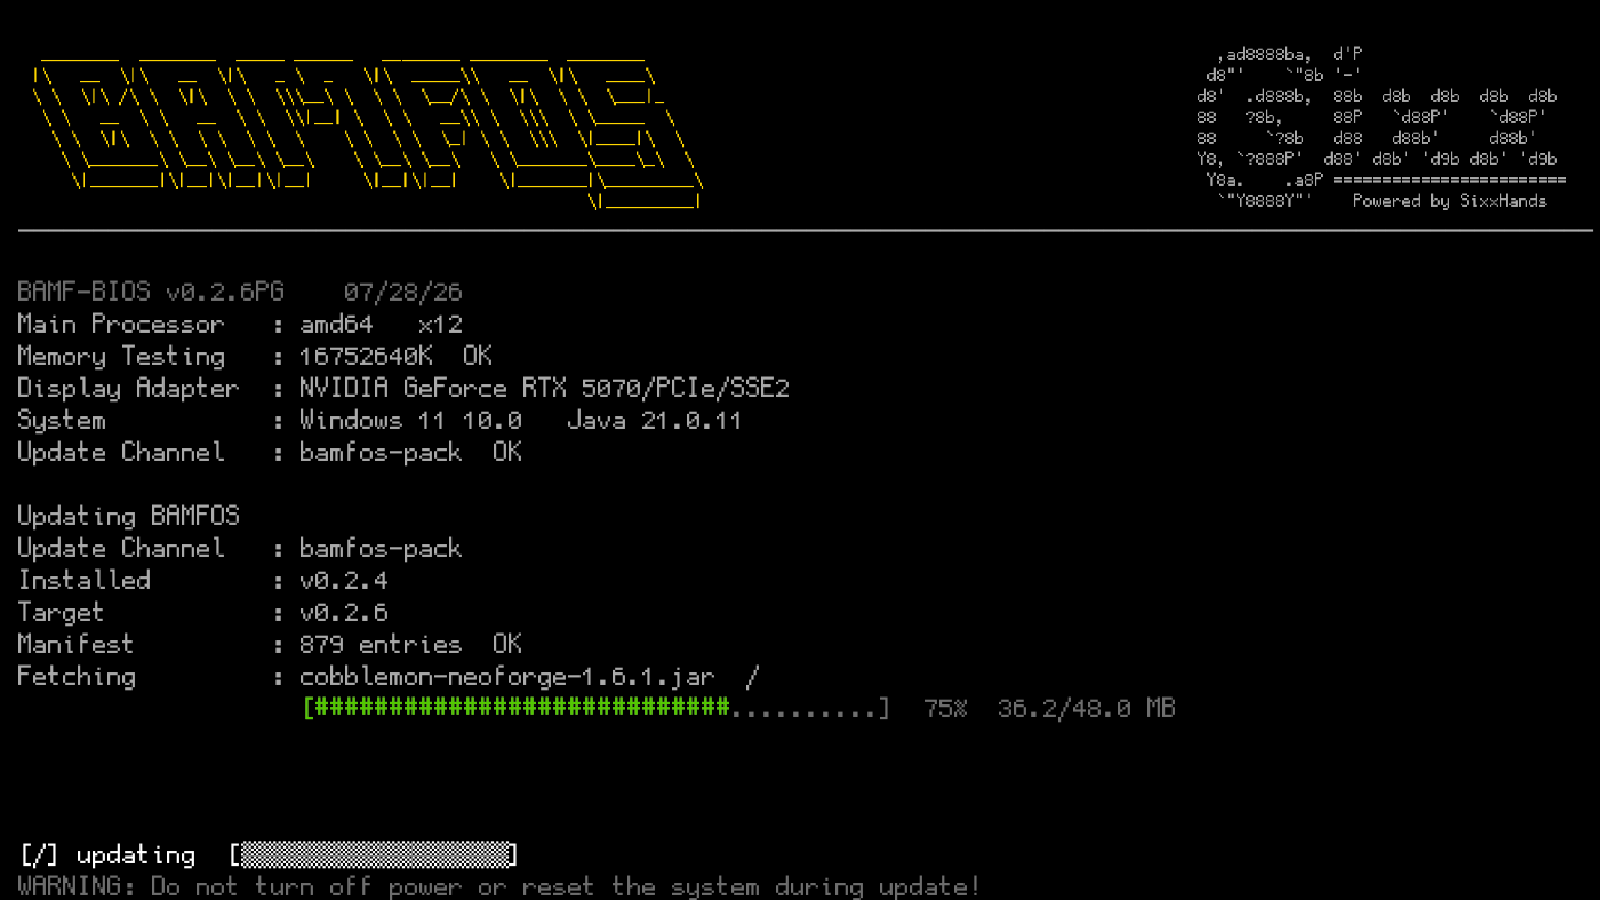 BAMFOS
Sixx
Powered by SixxHands
BAMF-BIOS v0.2.6PG 07/28/26
Main Processor : amd64 x12
Memory Testing : 16752640K OK
Display Adapter : NVIDIA GeForce RTX 5070/PCIe/SSE2
System : Windows 11 10.0 Java 21.0.11
Update Channel : bamfos-pack OK
Updating BAMFOS
Update Channel : bamfos-pack
Installed : v0.2.4
Target : v0.2.6
Manifest : 879 entries OK
Fetching : cobblemon-neoforge-1.6.1.jar /
[############################..........] 75% 36.2/48.0 MB
[/] updating [▒▒▒▒▒▒▒▒▒▒▒▒▒▒▒▒▒▒]
WARNING: Do not turn off power or reset the system during update!